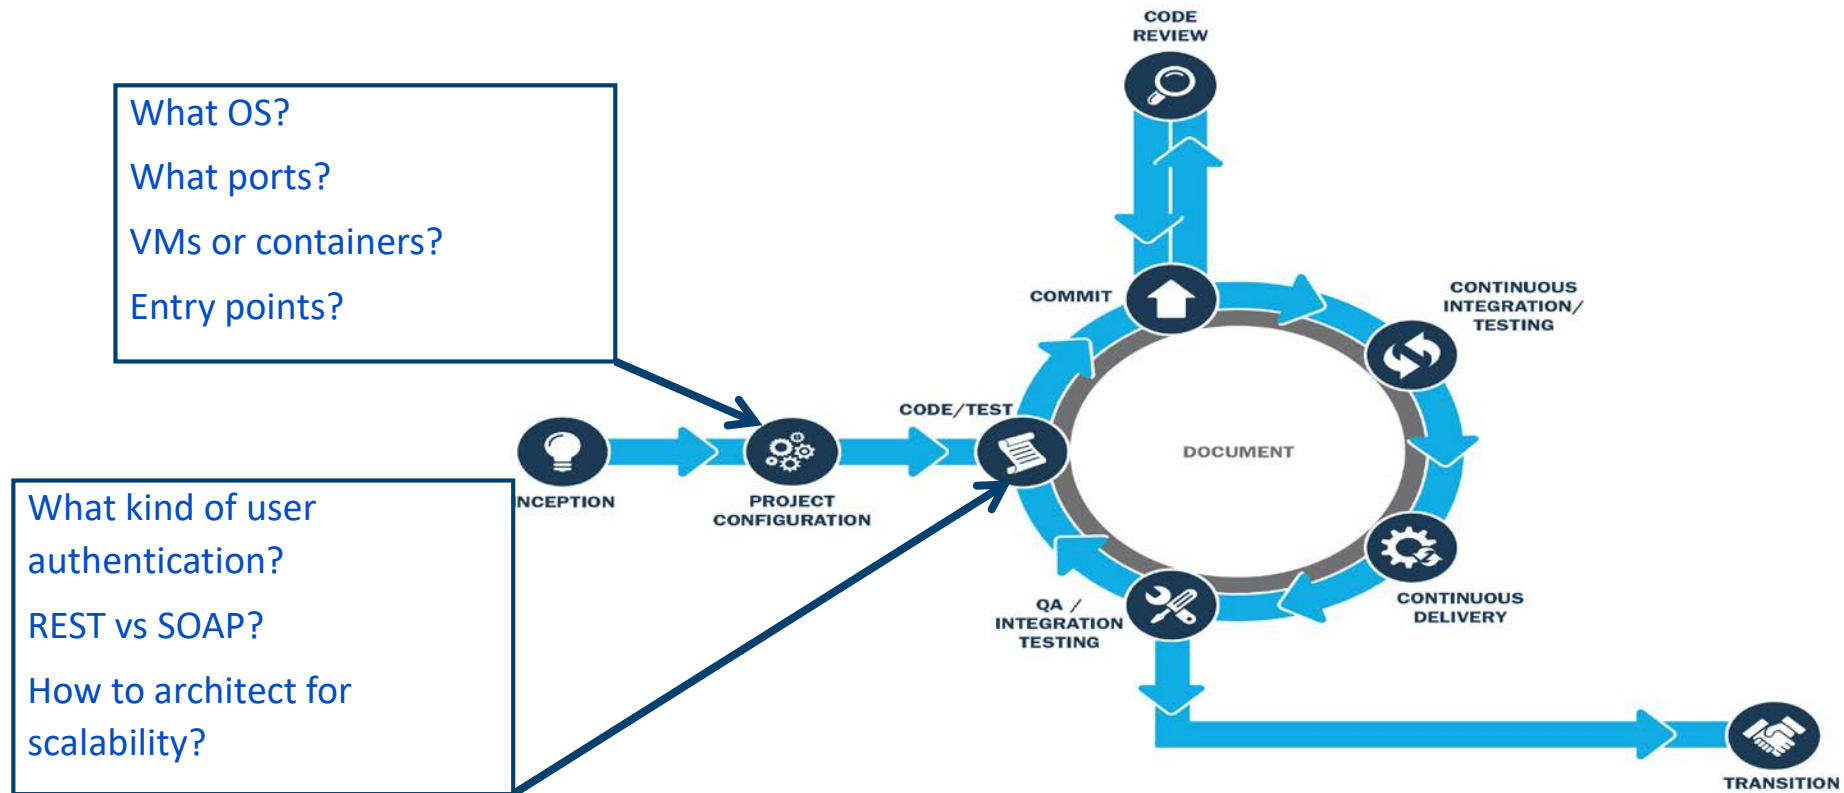 CODE
REVIEW
What OS?
What ports?
VMs or containers?
Entry points?
COMMIT
CONTINUOUS
INTEGRATION/
TESTING
CODE/TEST
DOCUMENT
NCEPTION
PROJECT
CONFIGURATION
What kind of user
authentication?
REST vs SOAP?
How to architect for
scalability?
QA /
INTEGRATION
TESTING
CONTINUOUS
DELIVERY
TRANSITION